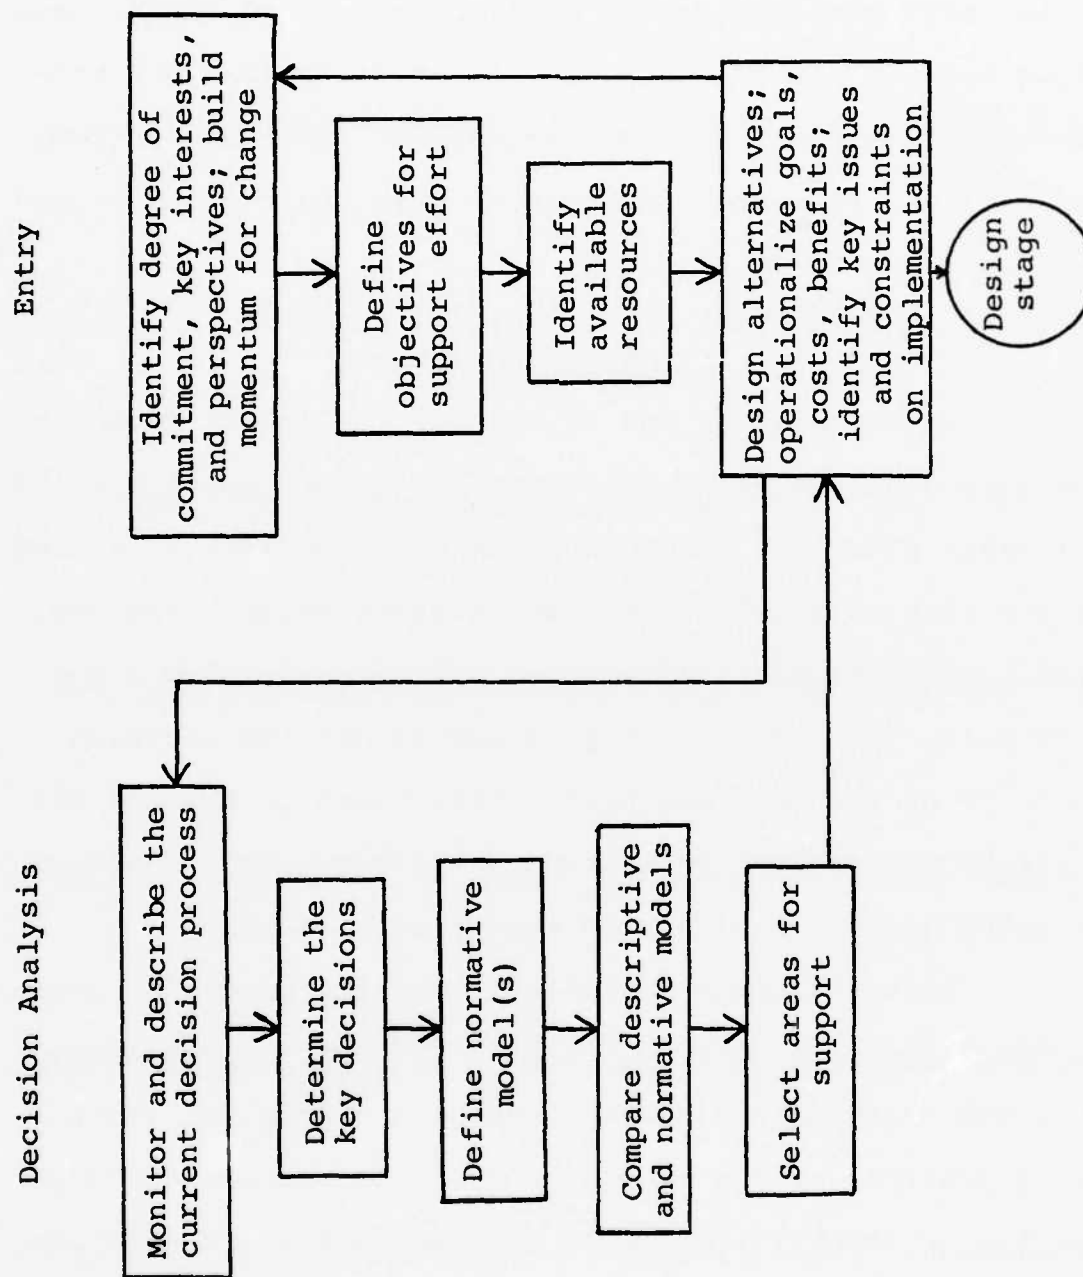 Decision Analysis
Monitor and describe the
current decision process
Determine the
key decisions
Define normative
model(s)
Compare descriptive
and normative models
Select areas for
support
Entry
Identify degree of
commitment, key interests,
and perspectives; build
momentum for change
Define
objectives for
support effort
Identify
available
resources
Design alternatives;
operationalize goals,
costs, benefits;
identify key issues
and constraints
on implementation
Design
stage